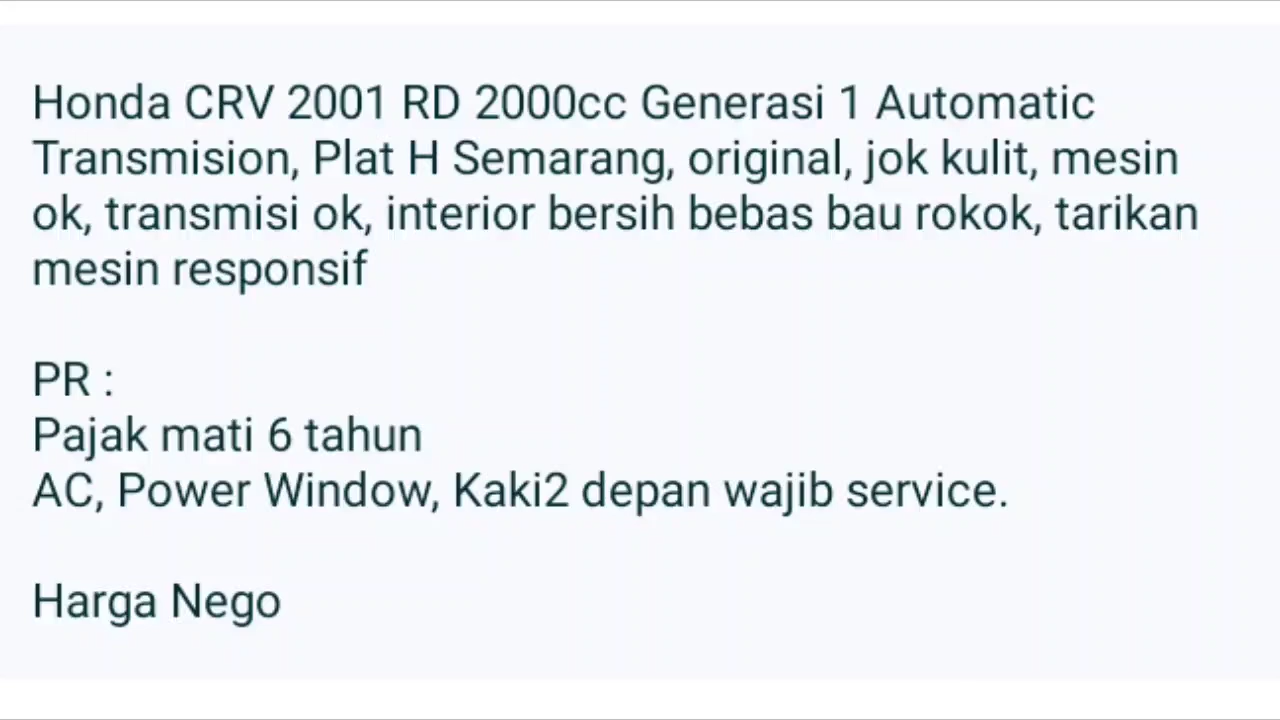 Honda CRV 2001 RD 2000cc Generasi 1 Automatic
Transmision, Plat H Semarang, original, jok kulit, mesin
ok, transmisi ok, interior bersih bebas bau rokok, tarikan
mesin responsif
PR :
Pajak mati 6 tahun
AC, Power Window, Kaki2 depan wajib service.
Harga Nego